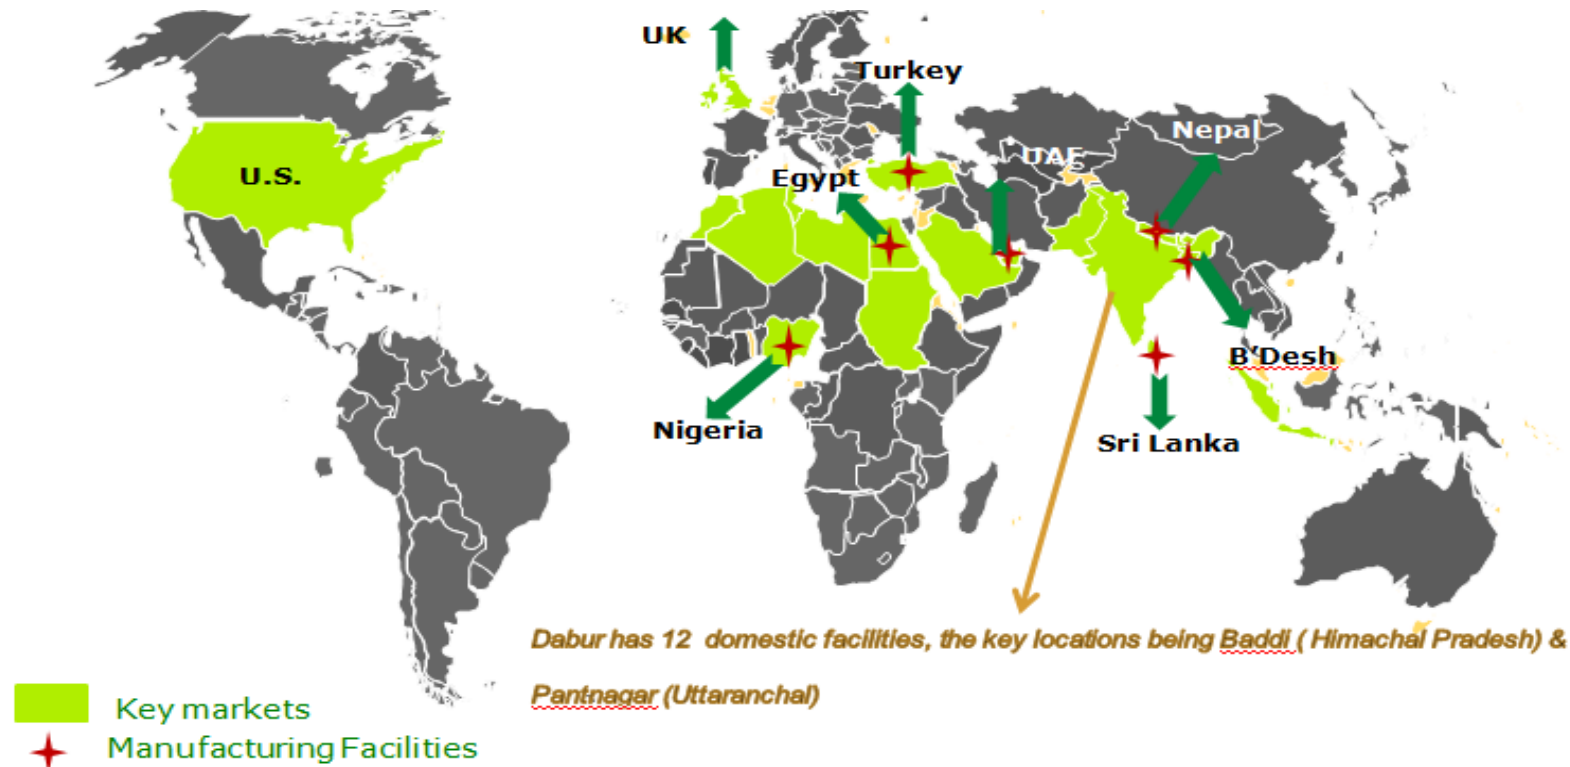 UK
Turkey
Nepal
UAE
U.S.
Egypt
B'Desh
Nigeria
Sri Lanka
Dabur has 12 domestic facilities, the key locations being Baddi ( Himachal Pradesh) &
Pantnagar (Uttaranchal)
Key markets
Manufacturing Facilities